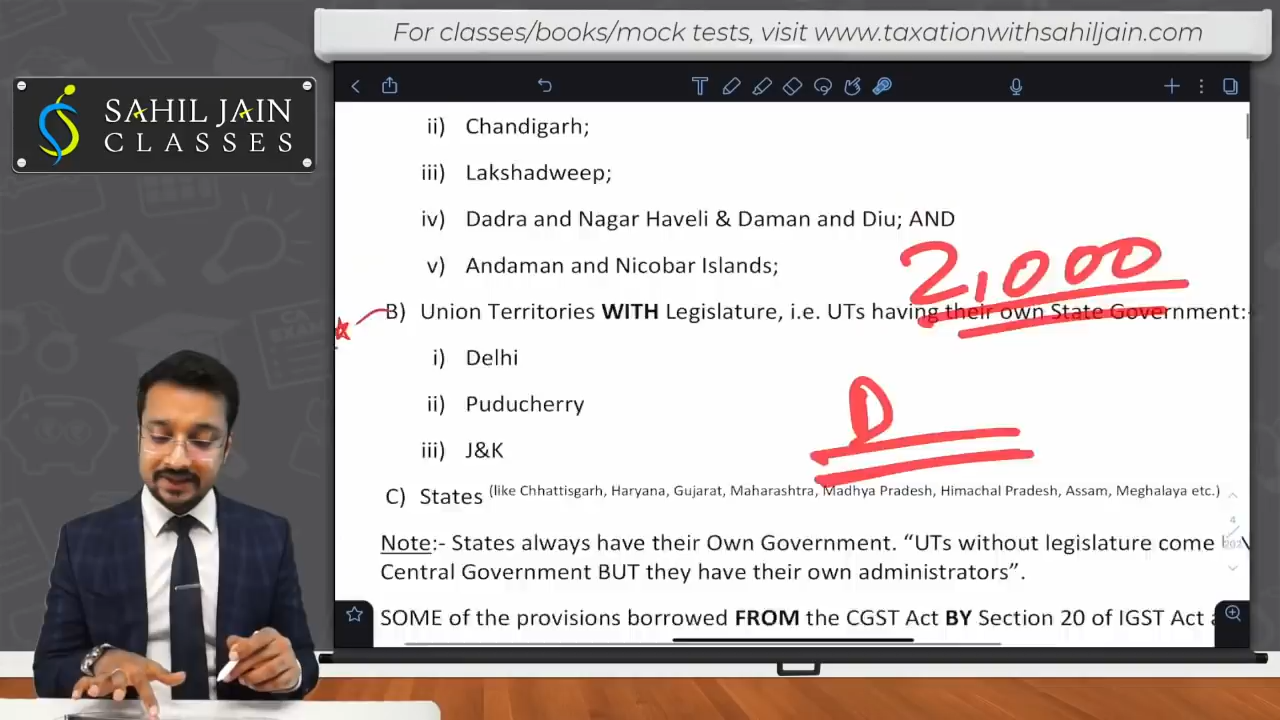 For classes/books/mock tests, visit www.taxationwithsahiljain.com
SAHIL JAIN
CLASSES
ii) Chandigarh;
iii) Lakshadweep;
iv) Dadra and Nagar Haveli & Daman and Diu; AND
v) Andaman and Nicobar Islands;
2,000
B) Union Territories WITH Legislature, i.e. UTs having their own State Government:-
i) Delhi
ii) Puducherry
D
iii) J&K
C) States (like Chhattisgarh, Haryana, Gujarat, Maharashtra, Madhya Pradesh, Himachal Pradesh, Assam, Meghalaya etc.)
4
Note:- States always have their Own Government. “UTs without legislature come
Central Government BUT they have their own administrators”.
SOME of the provisions borrowed FROM the CGST Act BY Section 20 of IGST Act